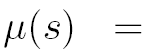 μ(s) =